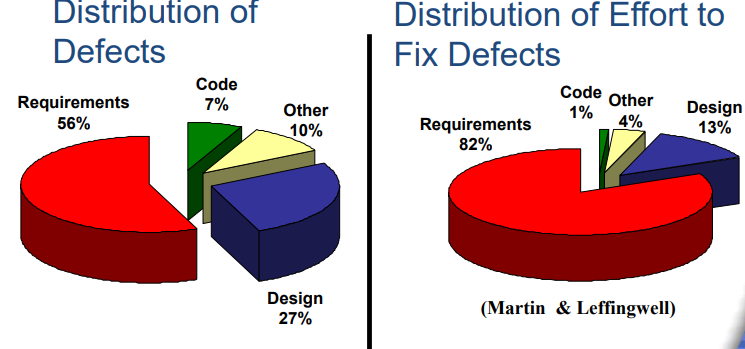 Distribution of
Defects
Requirements
56%
Code
7%
Other
10%
Design
27%
Distribution of Effort to
Fix Defects
Requirements
82%
Code
1%
Other
4%
Design
13%
(Martin & Leffingwell)